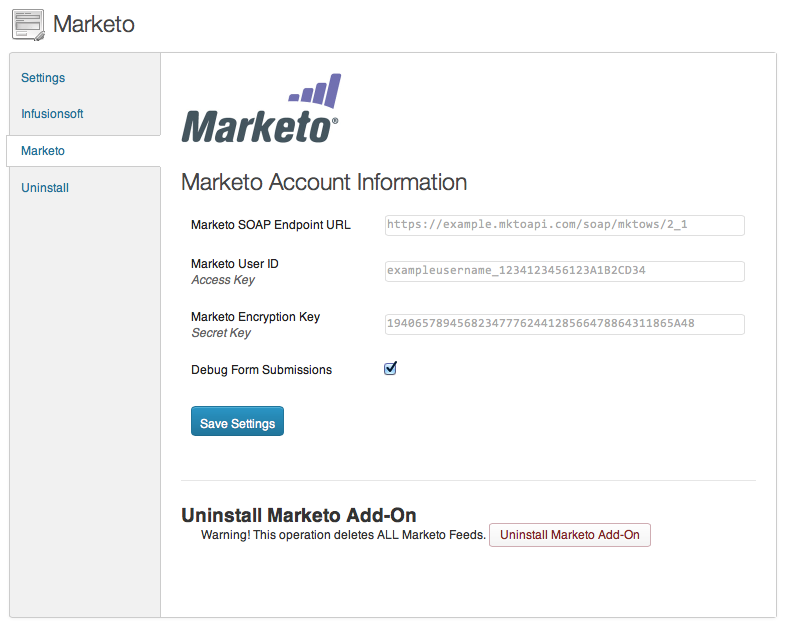 Marketo
Settings
Infusionsoft
Marketo
Uninstall
Marketo®
Marketo Account Information
Marketo SOAP Endpoint URL https://example.mktoapi.com/soap/mktows/2_1
Marketo User ID exampleusername_1234123456123A1B2CD34
Access Key
Marketo Encryption Key 19406578945682347776244128566478864311865A48
Secret Key
Debug Form Submissions
Save Settings
Uninstall Marketo Add-On
Warning! This operation deletes ALL Marketo Feeds. Uninstall Marketo Add-On